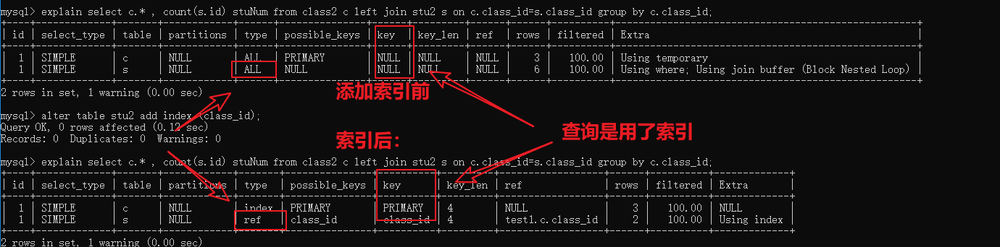 mysql> explain select c.* , count(s.id) stuNum from class2 c left join stu2 s on c.class_id=s.class_id group by c.class_id;
| id | select_type | table | partitions | type | possible_keys | key | key_len | ref | rows | filtered | Extra |
| 1 | SIMPLE | c | NULL | ALL | PRIMARY | NULL | NULL | NULL | 3 | 100.00 | Using temporary |
| 1 | SIMPLE | s | NULL | ALL | NULL | NULL | NULL | NULL | 6 | 100.00 | Using where; Using join buffer (Block Nested Loop) |
2 rows in set, 1 warning (0.00 sec)
添加索引前
mysql> alter table stu2 add index (class_id);
Query OK, 0 rows affected (0.12 sec)
Records: 0 Duplicates: 0 Warnings: 0
查询是用了索引
索引后：
mysql> explain select c.* , count(s.id) stuNum from class2 c left join stu2 s on c.class_id=s.class_id group by c.class_id;
| id | select_type | table | partitions | type | possible_keys | key | key_len | ref | rows | filtered | Extra |
| 1 | SIMPLE | c | NULL | index | PRIMARY | PRIMARY | 4 | NULL | 3 | 100.00 | NULL |
| 1 | SIMPLE | s | NULL | ref | class_id | class_id | 4 | test1.c.class_id | 2 | 100.00 | Using index |
2 rows in set, 1 warning (0.00 sec)